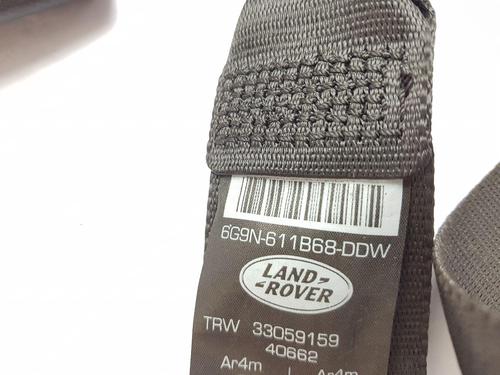 6G9N-611B68-DDW
LAND-
-ROVER
TRW 33059159
40662
Ar4m | Ar4m